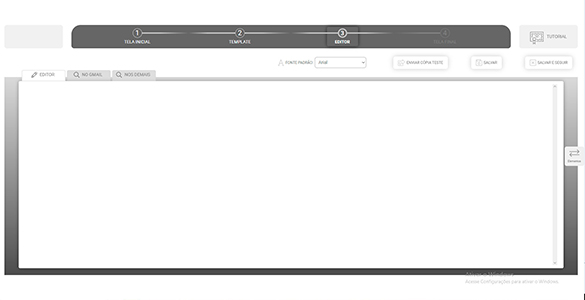 1
2
3
4
TELA INICIAL
TEMPLATE
EDITOR
TUTORIAL
FONTE PADRÃO:
Arial
ENVIAR CÓPIA TESTE
SALVAR
SALVAR E SEGUIR
EDITOR
NO GMAIL
NOS DEMAIS
Ativar o Windows
Acesse Configurações para ativar o Windows.